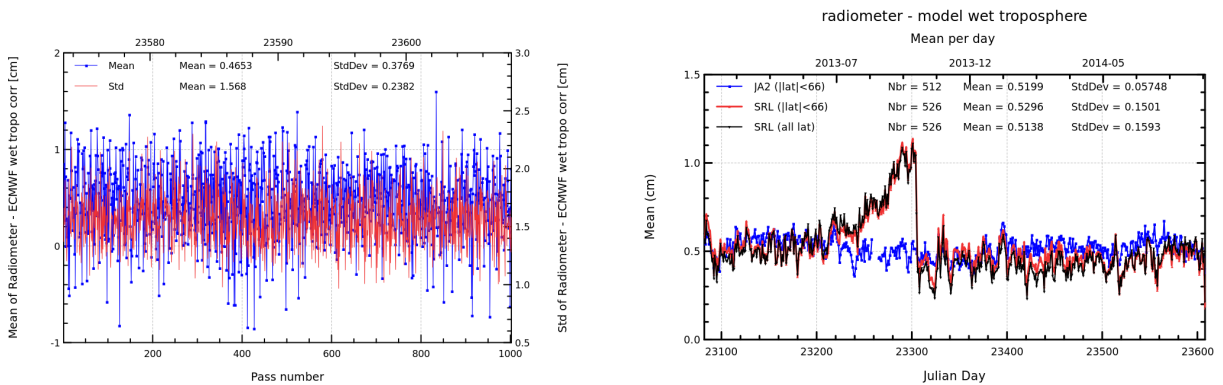 23580 23590 23600
2 3.0
Mean Mean = 0.4653 StdDev = 0.3769
Std Mean = 1.568 StdDev = 0.2382
2.5
1 2.0
1.5
0
1.0
-1 0.5
200 400 600 800 1000
Pass number
Mean of Radiometer - ECMWF wet tropo corr [cm]
Std of Radiometer - ECMWF wet tropo corr [cm]
radiometer - model wet troposphere
Mean per day
2013-07 2013-12 2014-05
1.5
JA2 (|lat|<66) Nbr = 512 Mean = 0.5199 StdDev = 0.05748
SRL (|lat|<66) Nbr = 526 Mean = 0.5296 StdDev = 0.1501
SRL (all lat) Nbr = 526 Mean = 0.5138 StdDev = 0.1593
1.0
0.5
0.0
23100 23200 23300 23400 23500 23600
Julian Day
Mean (cm)